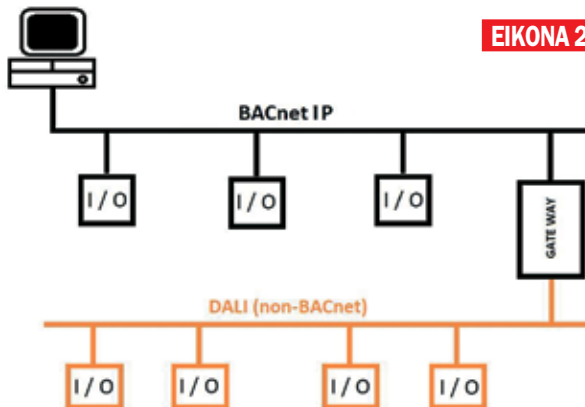 ΕΙΚΟΝΑ 2
BACnet IP
I / O
I / O
I / O
GATE WAY
DALI (non-BACnet)
I / O
I / O
I / O
I / O